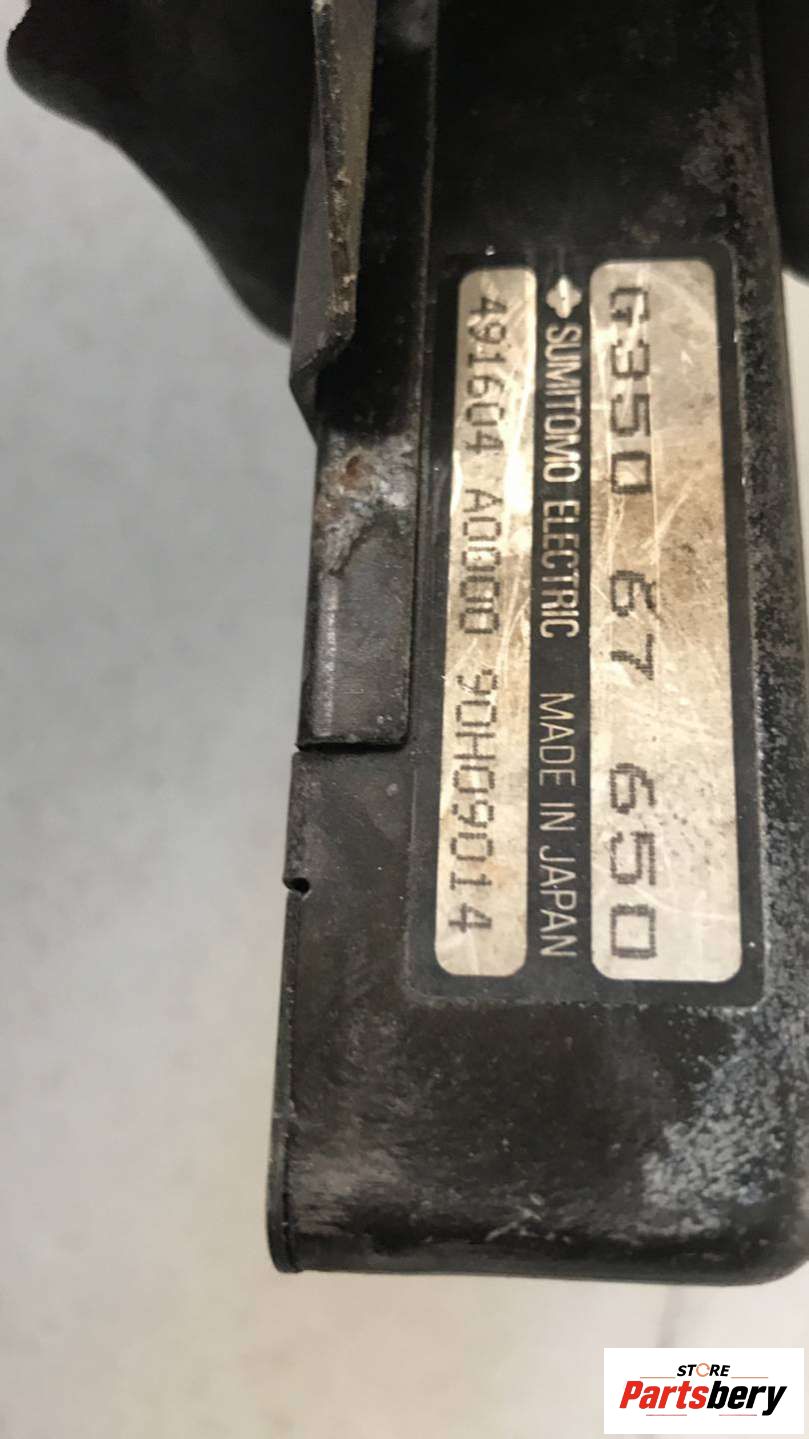 G350 67 650
SUMITOMO ELECTRIC MADE IN JAPAN
491604 A0000 90H09014
STORE
Partsbery